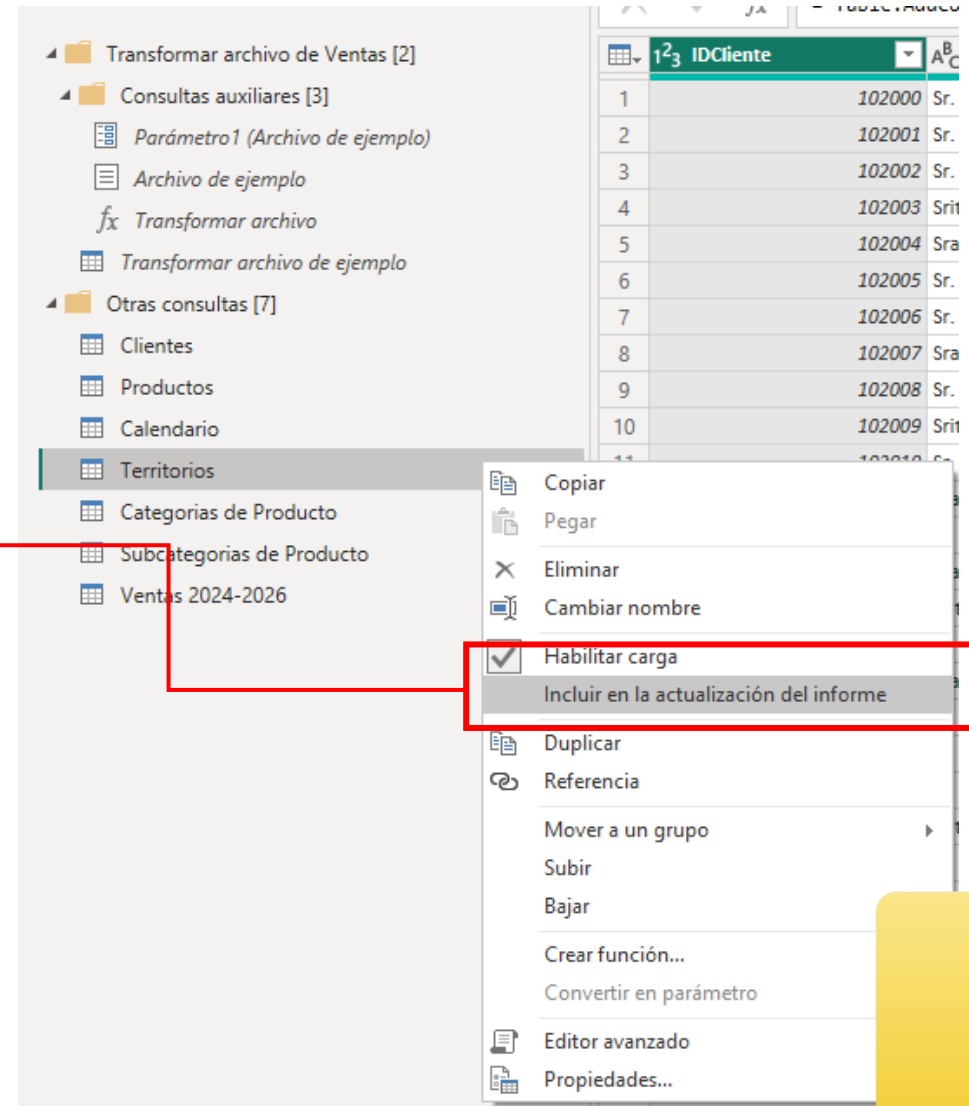 Transformar archivo de Ventas [2]
Consultas auxiliares [3]
Parámetro1 (Archivo de ejemplo)
Archivo de ejemplo
fx Transformar archivo
Transformar archivo de ejemplo
Otras consultas [7]
Clientes
Productos
Calendario
Territorios
Categorias de Producto
Subcategorias de Producto
Ventas 2024-2026
1²3 IDCliente
1 102000 Sr.
2 102001 Sr.
3 102002 Sr.
4 102003
5 102004
6 102005 Sr.
7 102006 Sr.
8 102007
9 102008 Sr.
10 102009
Copiar
Pegar
Eliminar
Cambiar nombre
Habilitar carga
Incluir en la actualización del informe
Duplicar
Referencia
Mover a un grupo
Subir
Bajar
Crear función...
Convertir en parámetro
Editor avanzado
Propiedades...